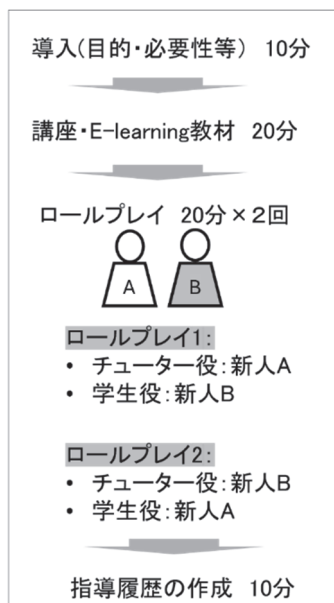 導入(目的・必要性等) 10分
講座・E-learning教材 20分
ロールプレイ 20分×2回
A B
ロールプレイ1:
• チューター役:新人A
• 学生役:新人B
ロールプレイ2:
• チューター役:新人B
• 学生役:新人A
指導履歴の作成 10分